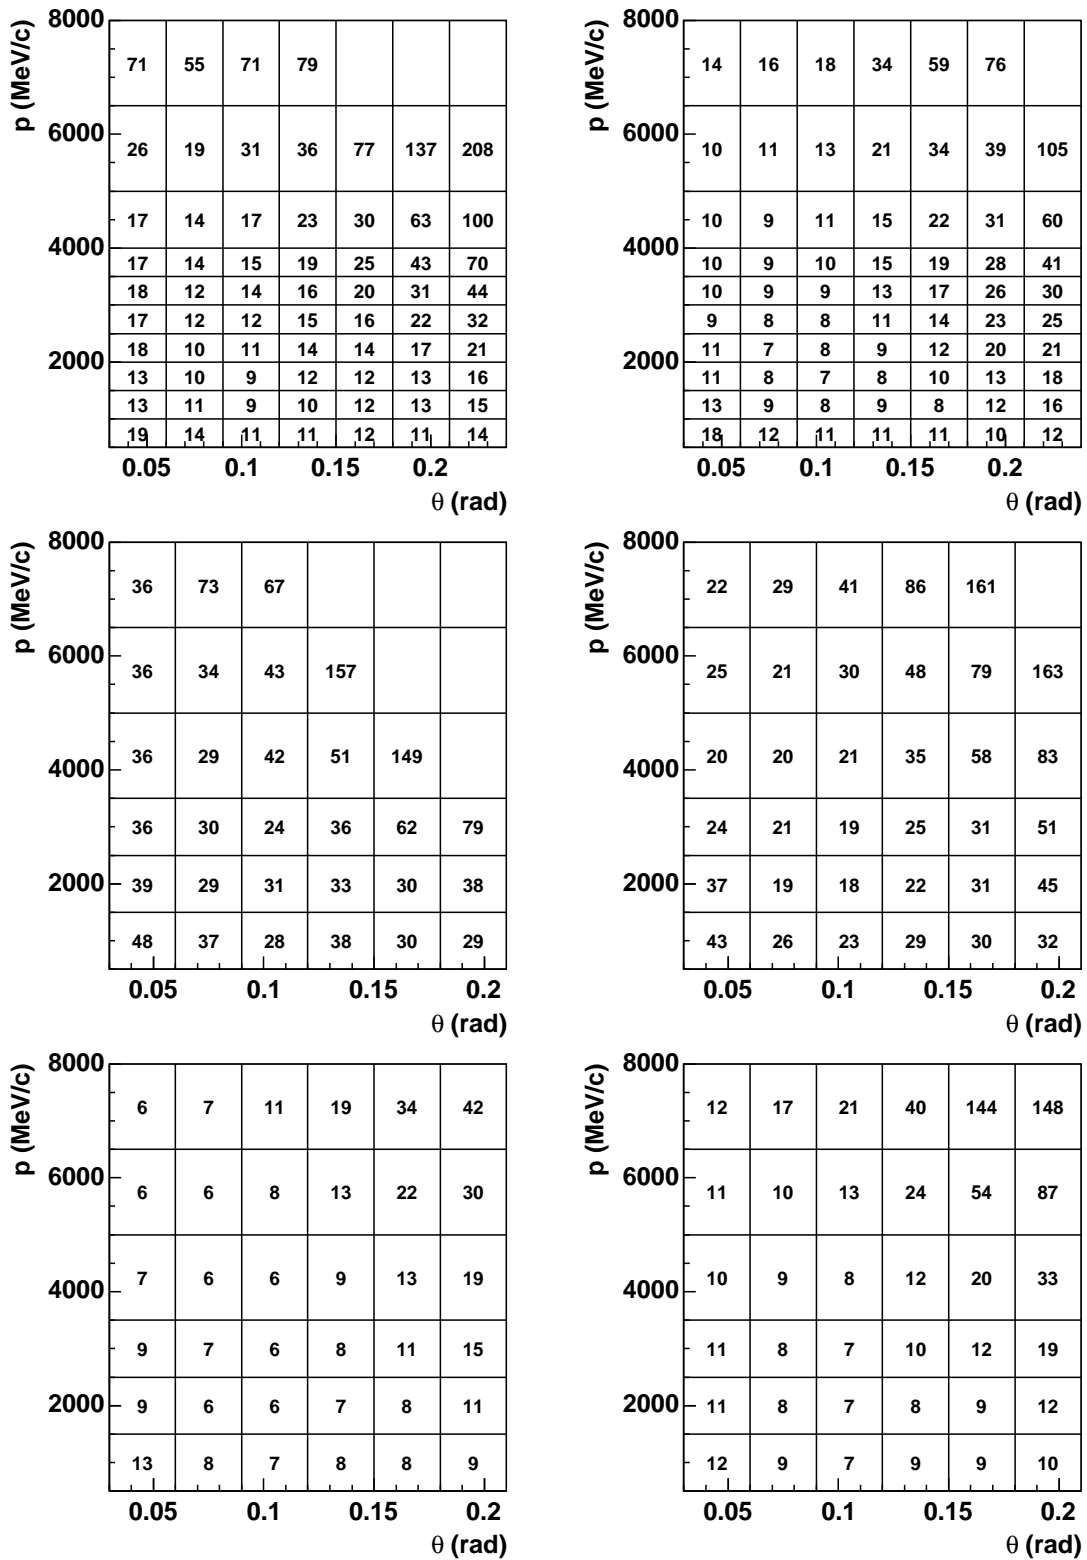 8000 8000
p (MeV/c) p (MeV/c)
71 55 71 79 14 16 18 34 59 76
6000 6000
26 19 31 36 77 137 208 10 11 13 21 34 39 105
17 14 17 23 30 63 100 10 9 11 15 22 31 60
4000 4000
17 14 15 19 25 43 70 10 9 10 15 19 28 41
18 12 14 16 20 31 44 10 9 9 13 17 26 30
17 12 12 15 16 22 32 9 8 8 11 14 23 25
18 10 11 14 14 17 21 11 7 8 9 12 20 21
2000 2000
13 10 9 12 12 13 16 11 8 7 8 10 13 18
13 11 9 10 12 13 15 13 9 8 9 8 12 16
19 14 11 11 12 11 14 18 12 11 11 11 10 12
0.05 0.1 0.15 0.2 0.05 0.1 0.15 0.2
θ (rad) θ (rad)
8000 8000
p (MeV/c) p (MeV/c)
36 73 67 22 29 41 86 161
6000 6000
36 34 43 157 25 21 30 48 79 163
4000 36 29 42 51 149 4000 20 20 21 35 58 83
36 30 24 36 62 79 24 21 19 25 31 51
2000 39 29 31 33 30 38 2000 37 19 18 22 31 45
48 37 28 38 30 29 43 26 23 29 30 32
0.05 0.1 0.15 0.2 0.05 0.1 0.15 0.2
θ (rad) θ (rad)
8000 8000
p (MeV/c) p (MeV/c)
6 7 11 19 34 42 12 17 21 40 144 148
6000 6000
6 6 8 13 22 30 11 10 13 24 54 87
4000 7 6 6 9 13 19 4000 10 9 8 12 20 33
9 7 6 8 11 15 11 8 7 10 12 19
2000 9 6 6 7 8 11 2000 11 8 7 8 9 12
13 8 7 8 8 9 12 9 7 9 9 10
0.05 0.1 0.15 0.2 0.05 0.1 0.15 0.2
θ (rad) θ (rad)